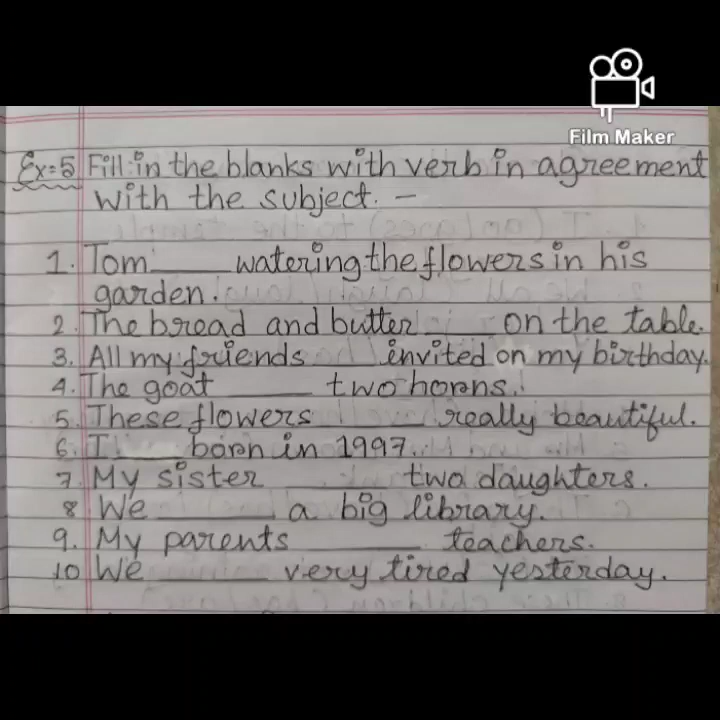 Film Maker
Ex=5 Fill in the blanks with verb in agreement
with the subject. -
1. Tom ____ watering the flowers in his
garden.
2. The bread and butter ____ on the table.
3. All my friends ____ invited on my birthday.
4. The goat ____ two horns.
5. These flowers ____ really beautiful.
6. I ____ born in 1997.
7. My sister ____ two daughters.
8. We ____ a big library.
9. My parents ____ teachers.
10 We ____ very tired yesterday.